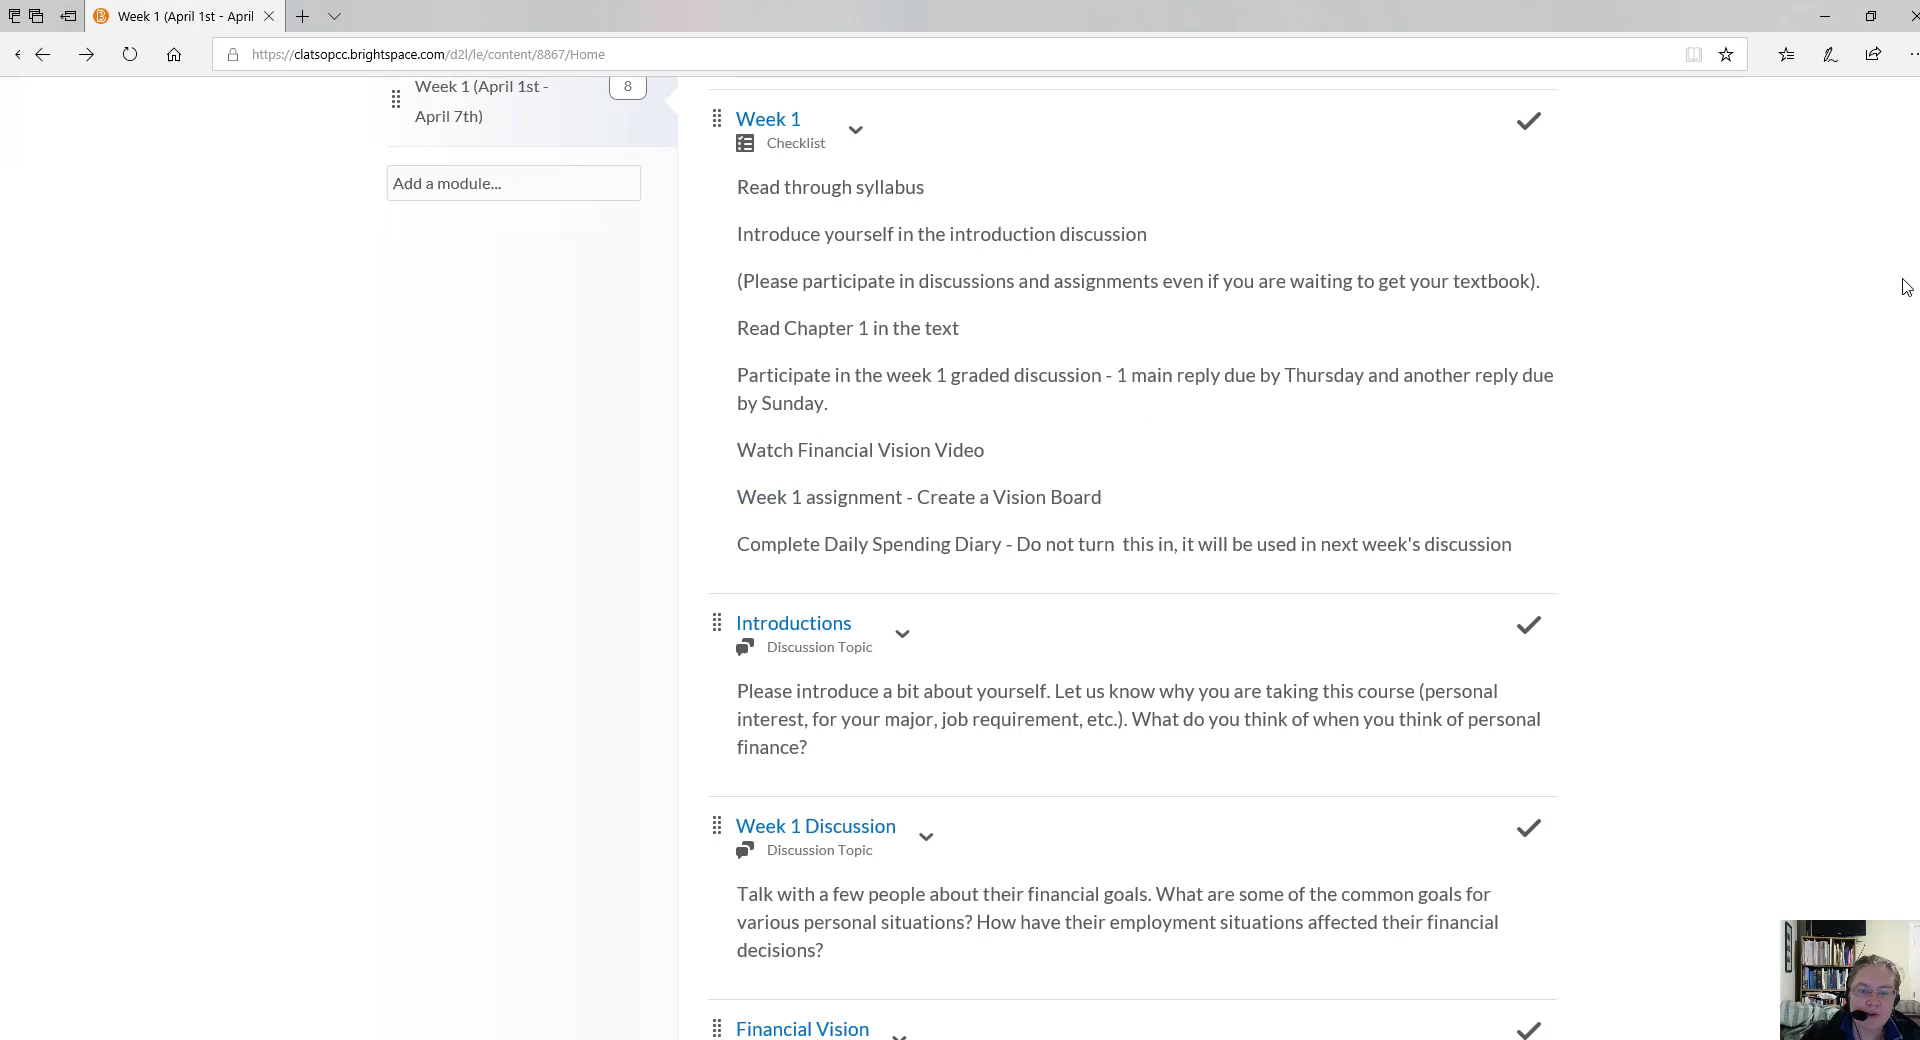 Week 1 (April 1st - April
https://clatsopcc.brightspace.com/d2l/le/content/8867/Home
Week 1 (April 1st -
April 7th)
8
Add a module...
Week 1
Checklist
Read through syllabus
Introduce yourself in the introduction discussion
(Please participate in discussions and assignments even if you are waiting to get your textbook).
Read Chapter 1 in the text
Participate in the week 1 graded discussion - 1 main reply due by Thursday and another reply due
by Sunday.
Watch Financial Vision Video
Week 1 assignment - Create a Vision Board
Complete Daily Spending Diary - Do not turn  this in, it will be used in next week's discussion
Introductions
Discussion Topic
Please introduce a bit about yourself. Let us know why you are taking this course (personal
interest, for your major, job requirement, etc.). What do you think of when you think of personal
finance?
Week 1 Discussion
Discussion Topic
Talk with a few people about their financial goals. What are some of the common goals for
various personal situations? How have their employment situations affected their financial
decisions?
Financial Vision